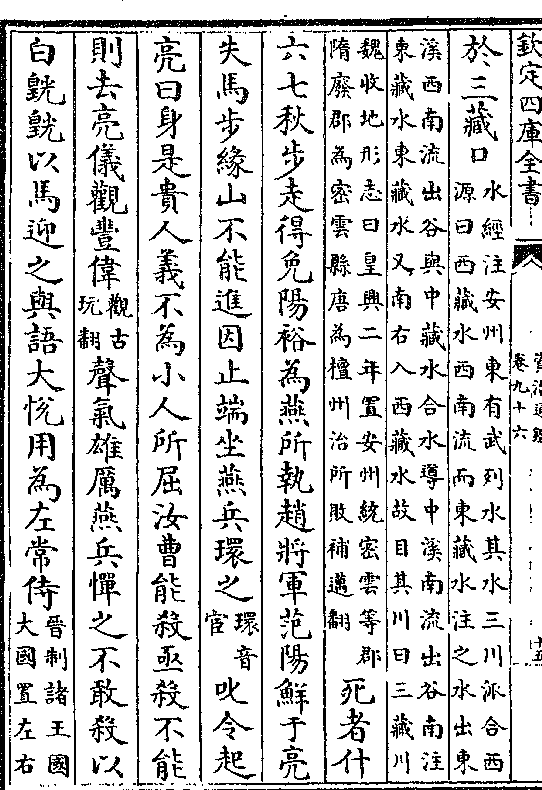 欽定四庫全書
資治通鑑
卷九十六
十五
於三藏口水經注安州東有武列水其水三川派合西
源曰西藏水西南流而東藏水注之水出東
溪西南流出谷與中藏水合水導中溪南流出谷南注
東藏水東藏水又南右入西藏水故目其川曰三藏川
魏收地形志曰皇興二年置安州統密雲等郡
隋廢郡為密雲縣唐為檀州治所敗補邁翻死者什
六七秋步走得免陽裕為燕所執趙將軍范陽鮮于亮
失馬步緣山不能進因止端坐燕兵環之環音宦叱令起
亮曰身是貴人義不為小人所屈汝曹能殺亟殺不能
則去亮儀觀豐偉觀古玩翻聲氣雄厲燕兵憚之不敢殺以
白皝皝以馬迎之與語大悦用為左常侍晉制諸王國
大國置左右